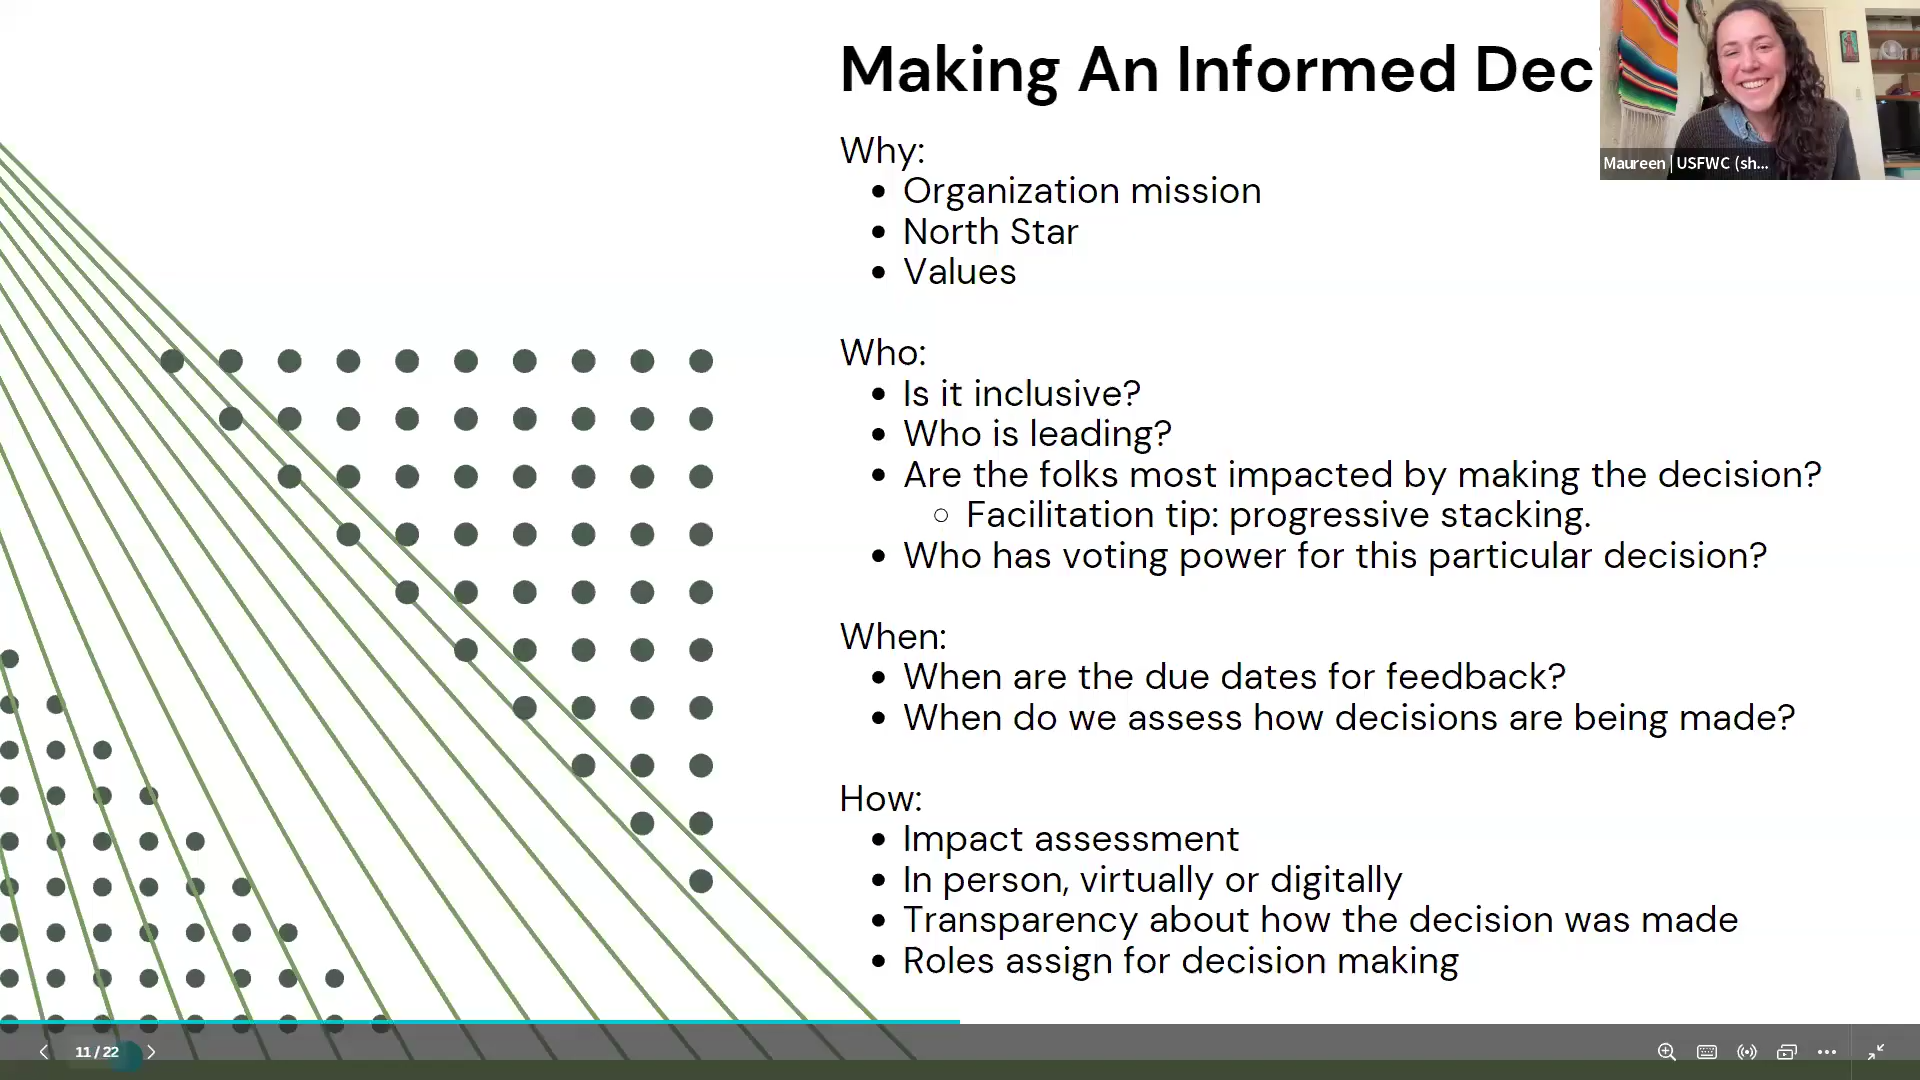 Making An Informed Dec
Maureen | USFWC (sh...
Why:
• Organization mission
• North Star
• Values
Who:
• Is it inclusive?
• Who is leading?
• Are the folks most impacted by making the decision?
○ Facilitation tip: progressive stacking.
• Who has voting power for this particular decision?
When:
• When are the due dates for feedback?
• When do we assess how decisions are being made?
How:
• Impact assessment
• In person, virtually or digitally
• Transparency about how the decision was made
• Roles assign for decision making
11 / 22